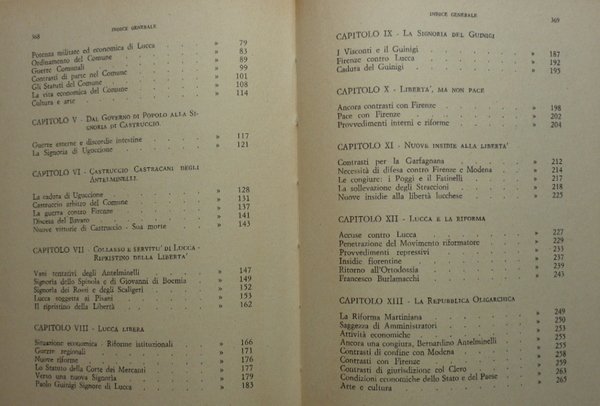 368
INDICE GENERALE
Potenza militare ed economica di Lucca . . . » 79
Ordinamento del Comune . . . . . » 83
Guerre Comunali . . . . . . » 89
Contrasti di parte nel Comune . . . . » 99
Gli Statuti del Comune . . . . . » 101
La vita economica del Comune . . . . » 108
Cultura e arte . . . . . . . » 114
CAPITOLO V - DAL GOVERNO DI POPOLO ALLA SI-
GNORIA DI CASTRUCCIO.
Guerre esterne e discordie intestine . . . » 117
La Signoria di Uguccione . . . . . » 121
CAPITOLO VI - CASTRUCCIO CASTRACANI DEGLI
ANTELMINELLI.
La caduta di Uguccione . . . . . » 128
Castruccio arbitro del Comune . . . . » 131
La guerra contro Firenze . . . . . » 137
Discesa del Bavaro . . . . . . » 141
Nuove vittorie di Castruccio - Sua morte . . » 143
CAPITOLO VII - COLLASSO E SERVITU' DI LUCCA -
RIPRISTINO DELLA LIBERTA'
Vani tentativi degli Antelminelli . . . . » 147
Signoria dello Spinola e di Giovanni di Boemia . » 149
Signoria dei Rossi e degli Scaligeri . . . » 152
Lucca soggetta ai Pisani . . . . . » 153
Il ripristino della Libertà . . . . . » 162
CAPITOLO VIII - LUCCA LIBERA
Situazione economica - Riforme istituzionali . » 166
Guerre regionali . . . . . . » 171
Nuove riforme . . . . . . . » 176
Lo Statuto della Corte dei Mercanti . . . » 177
Verso una nuova Signoria . . . . . » 179
Paolo Guinigi Signore di Lucca . . . . » 183
INDICE GENERALE
369
CAPITOLO IX - LA SIGNORIA DEL GUINIGI
I Visconti e il Guinigi . . . . . » 187
Firenze contro Lucca . . . . . » 192
Caduta del Guinigi . . . . . . » 195
CAPITOLO X - LIBERTA', MA NON PACE
Ancora contrasti con Firenze . . . . » 198
Pace con Firenze . . . . . . » 202
Provvedimenti interni e riforme . . . . » 204
CAPITOLO XI - NUOVE INSIDIE ALLA LIBERTA'
Contrasti per la Garfagnana . . . . » 212
Necessità di difesa contro Firenze e Modena . » 214
Le congiure: i Poggi e il Fatinelli . . . » 217
La sollevazione degli Straccioni . . . . » 218
Nuove insidie alla libertà lucchese . . . » 225
CAPITOLO XII - LUCCA E LA RIFORMA
Accuse contro Lucca . . . . . » 227
Penetrazione del Movimento riformatore . . » 229
Provvedimenti repressivi . . . . . » 233
Insidie fiorentine . . . . . . » 237
Ritorno all'Ortodossia . . . . . » 239
Francesco Burlamacchi . . . . . » 243
CAPITOLO XIII - LA REPUBBLICA OLIGARCHICA
La Riforma Martiniana . . . . . » 249
Saggezza di Amministratori . . . . . » 250
Attività economiche . . . . . . » 253
Ancora una congiura, Bernardino Antelminelli . » 255
Contrasti di confine con Modena . . . » 255
Contrasti con Firenze . . . . . » 258
Contrasti di giurisdizione col Clero . . . » 259
Condizioni economiche dello Stato e del Paese . » 263
Arte e cultura . . . . . . . » 265